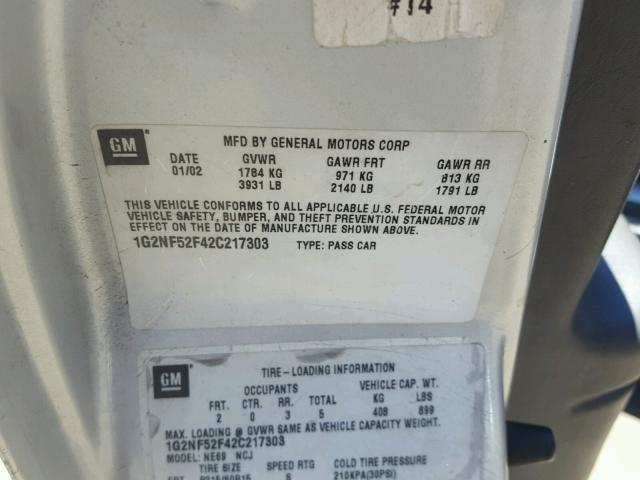 #14
GM
MFD BY GENERAL MOTORS CORP
DATE GVWR GAWR FRT GAWR RR
01/02 1784 KG 971 KG 813 KG
3931 LB 2140 LB 1791 LB
THIS VEHICLE CONFORMS TO ALL APPLICABLE U.S. FEDERAL MOTOR
VEHICLE SAFETY, BUMPER, AND THEFT PREVENTION STANDARDS IN
EFFECT ON THE DATE OF MANUFACTURE SHOWN ABOVE.
1G2NF52F42C217303 TYPE: PASS CAR
GM
TIRE-LOADING INFORMATION
OCCUPANTS VEHICLE CAP. WT.
FRT. CTR. RR. TOTAL KG LBS
2 0 3 5 408 899
MAX. LOADING @ GVWR SAME AS VEHICLE CAPACITY WEIGHT.
1G2NF52F42C217303
MODEL: NE69 NCJ
TIRE SIZE SPEED RTG COLD TIRE PRESSURE
FRT P215/60R15 S 210KPA(30PSI)